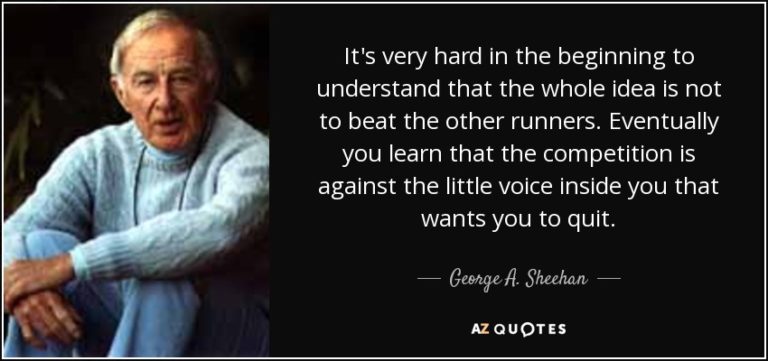 It's very hard in the beginning to
understand that the whole idea is not
to beat the other runners. Eventually
you learn that the competition is
against the little voice inside you that
wants you to quit.
George A. Sheehan
AZ QUOTES